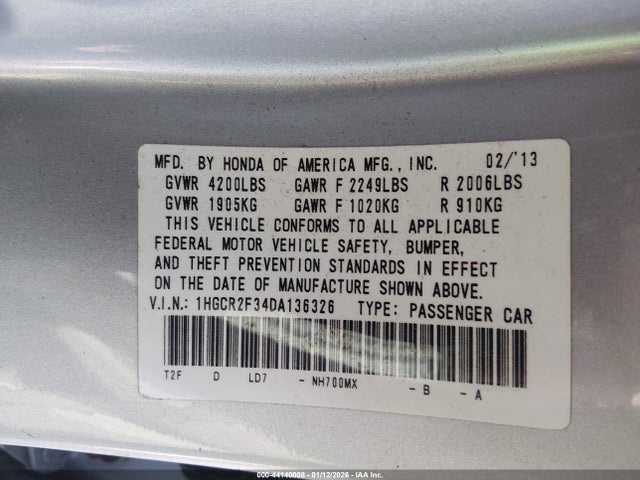 MFD. BY HONDA OF AMERICA MFG., INC. 02/'13
GVWR 4200LBS GAWR F 2249LBS R 2006LBS
GVWR 1905KG GAWR F 1020KG R 910KG
THIS VEHICLE CONFORMS TO ALL APPLICABLE
FEDERAL MOTOR VEHICLE SAFETY, BUMPER,
AND THEFT PREVENTION STANDARDS IN EFFECT
ON THE DATE OF MANUFACTURE SHOWN ABOVE.
V.I.N.: 1HGCR2F34DA136326 TYPE: PASSENGER CAR
T2F D LD7 - NH700MX - B - A
000-44140008 - 01/12/2026 - IAA Inc.